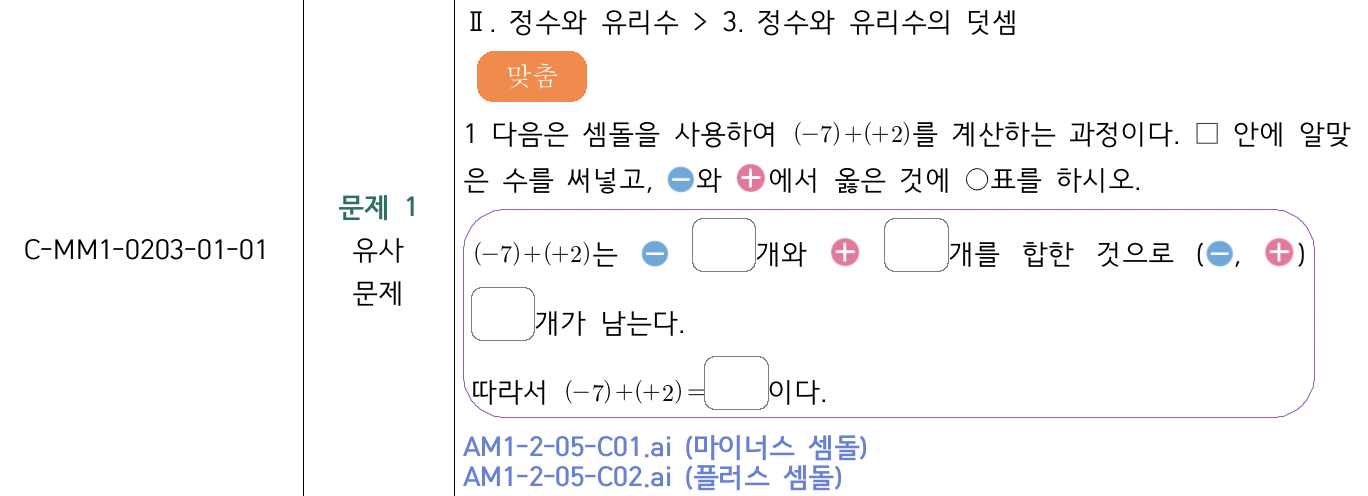 Ⅱ. 정수와 유리수 > 3. 정수와 유리수의 덧셈
맞춤
1 다음은 셈돌을 사용하여 (−7)+(+2)를 계산하는 과정이다. □ 안에 알맞
은 수를 써넣고, ⊖와 ⊕에서 옳은 것에 ○표를 하시오.
문제 1
유사
문제
C-MM1-0203-01-01
(−7)+(+2)는 ⊖ □개와 ⊕ □개를 합한 것으로 (⊖, ⊕)
□개가 남는다.
따라서 (−7)+(+2)=□이다.
AM1-2-05-C01.ai (마이너스 셈돌)
AM1-2-05-C02.ai (플러스 셈돌)